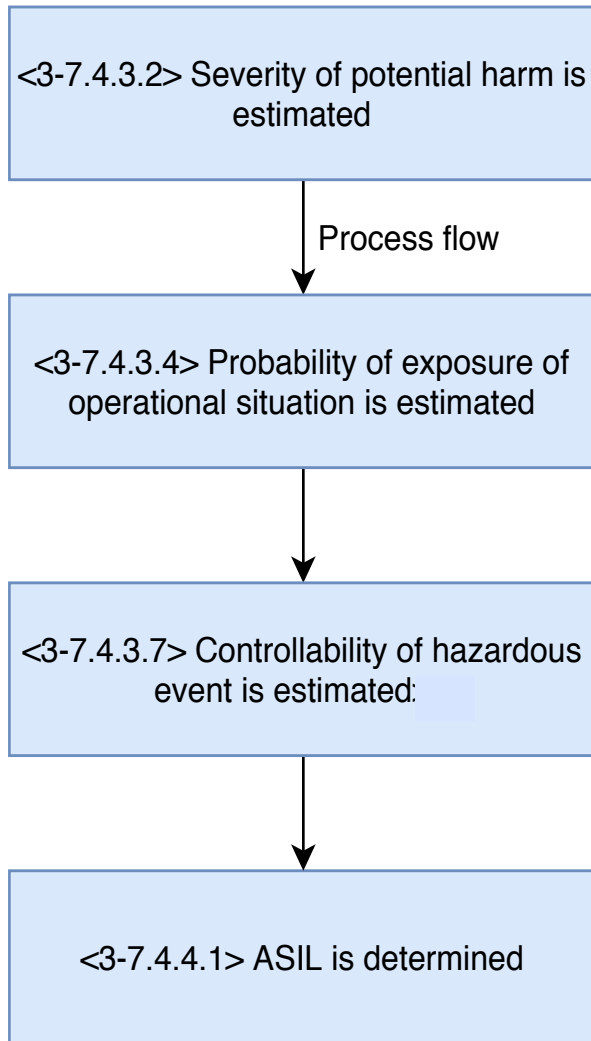 <3-7.4.3.2> Severity of potential harm is
estimated
Process flow
<3-7.4.3.4> Probability of exposure of
operational situation is estimated
<3-7.4.3.7> Controllability of hazardous
event is estimated:
<3-7.4.4.1> ASIL is determined